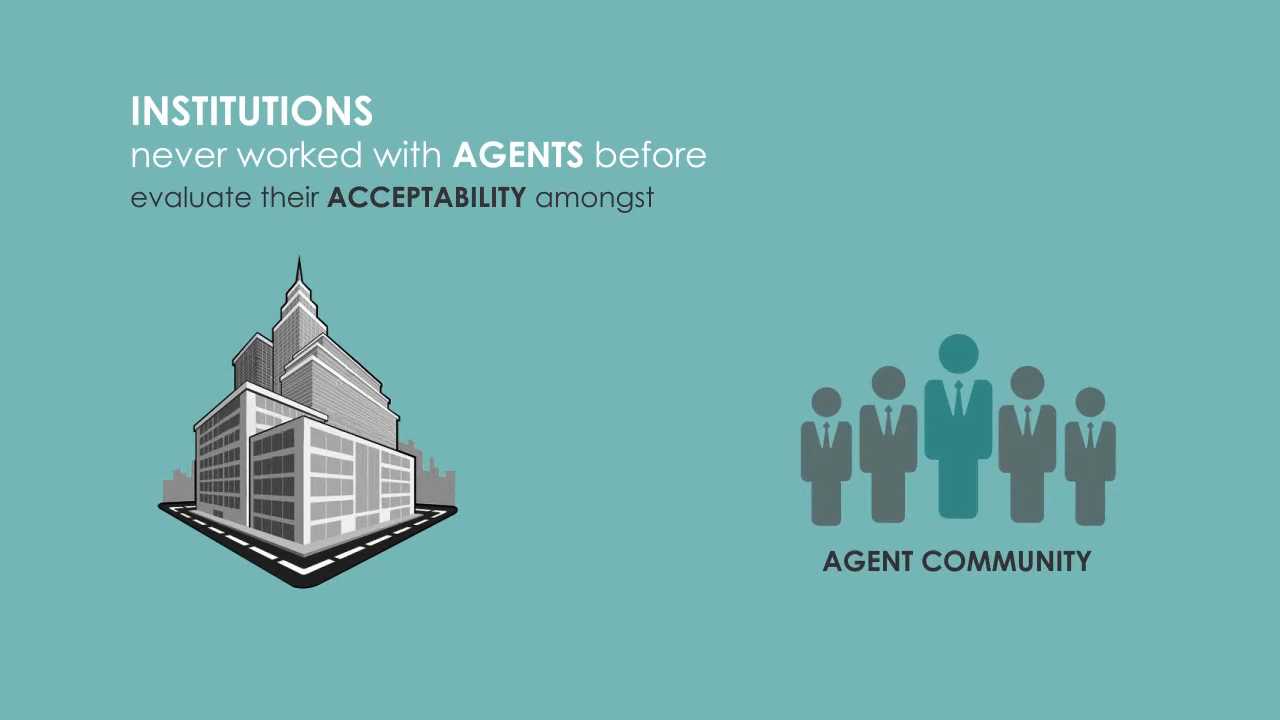 INSTITUTIONS
never worked with AGENTS before
evaluate their ACCEPTABILITY amongst
AGENT COMMUNITY